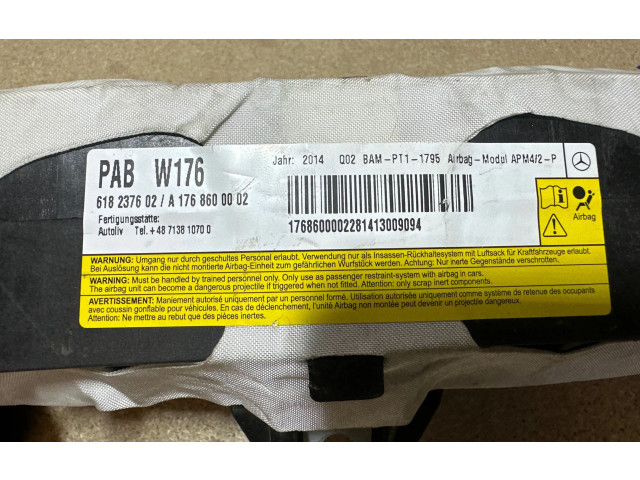 PAB W176
Jahr: 2014 Q02 BAM-PT1-1795 Airbag-Modul APM4/2-P
618 2376 02 / A 176 860 00 02
Fertigungsstätte:
Autoliv Tel. +48 7138 1070 0
1768600002281413009094
Airbag
WARNUNG: Umgang nur durch geschultes Personal erlaubt. Verwendung nur als Insassen-Rückhaltesystem mit Luftsack für Kraftfahrzeuge erlaubt.
Bei Auslösung kann die nicht montierte Airbag-Einheit zum gefährlichen Wurfstück werden. Achtung: Nur inerte Gegenstände verschrotten.
WARNING: Must be handled by trained personnel only. Only use as passenger restraint-system with airbag in cars.
The airbag unit can become a dangerous projectile if triggered when not fitted. Attention: only scrap inert components.
AVERTISSEMENT: Maniement autorisé uniquement par un personnel formé. Utilisation autorisée uniquement comme système de retenue des occupants
avec coussin gonflable pour véhicules. En cas de déclenchement, l'unité Airbag non montée peut devenir un projectile dangereux.
Attention: Ne mettre au rebut que des composants inertes.